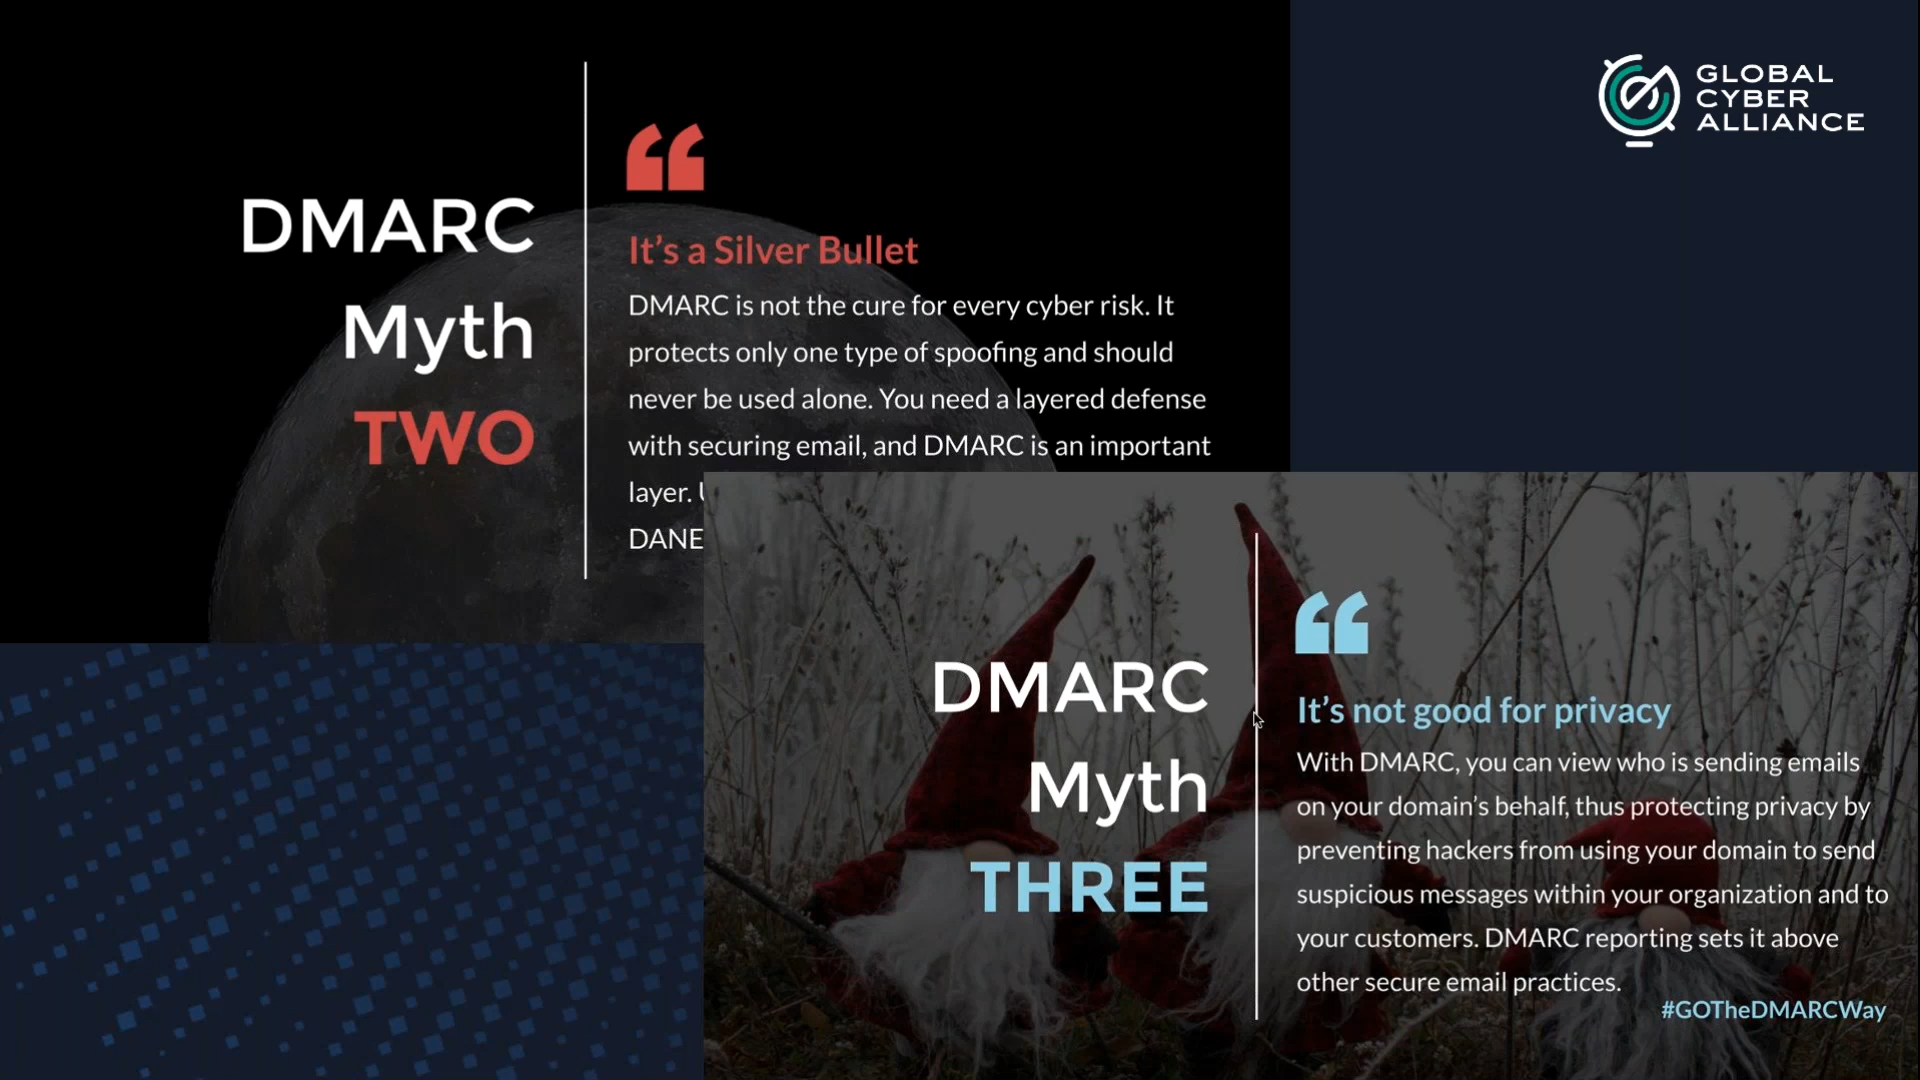 GLOBAL
CYBER
ALLIANCE
DMARC
Myth
TWO
It’s a Silver Bullet
DMARC is not the cure for every cyber risk. It
protects only one type of spoofing and should
never be used alone. You need a layered defense
with securing email, and DMARC is an important
layer.
DANE
DMARC
Myth
THREE
It’s not good for privacy
With DMARC, you can view who is sending emails
on your domain’s behalf, thus protecting privacy by
preventing hackers from using your domain to send
suspicious messages within your organization and to
your customers. DMARC reporting sets it above
other secure email practices.
#GOTheDMARCWay